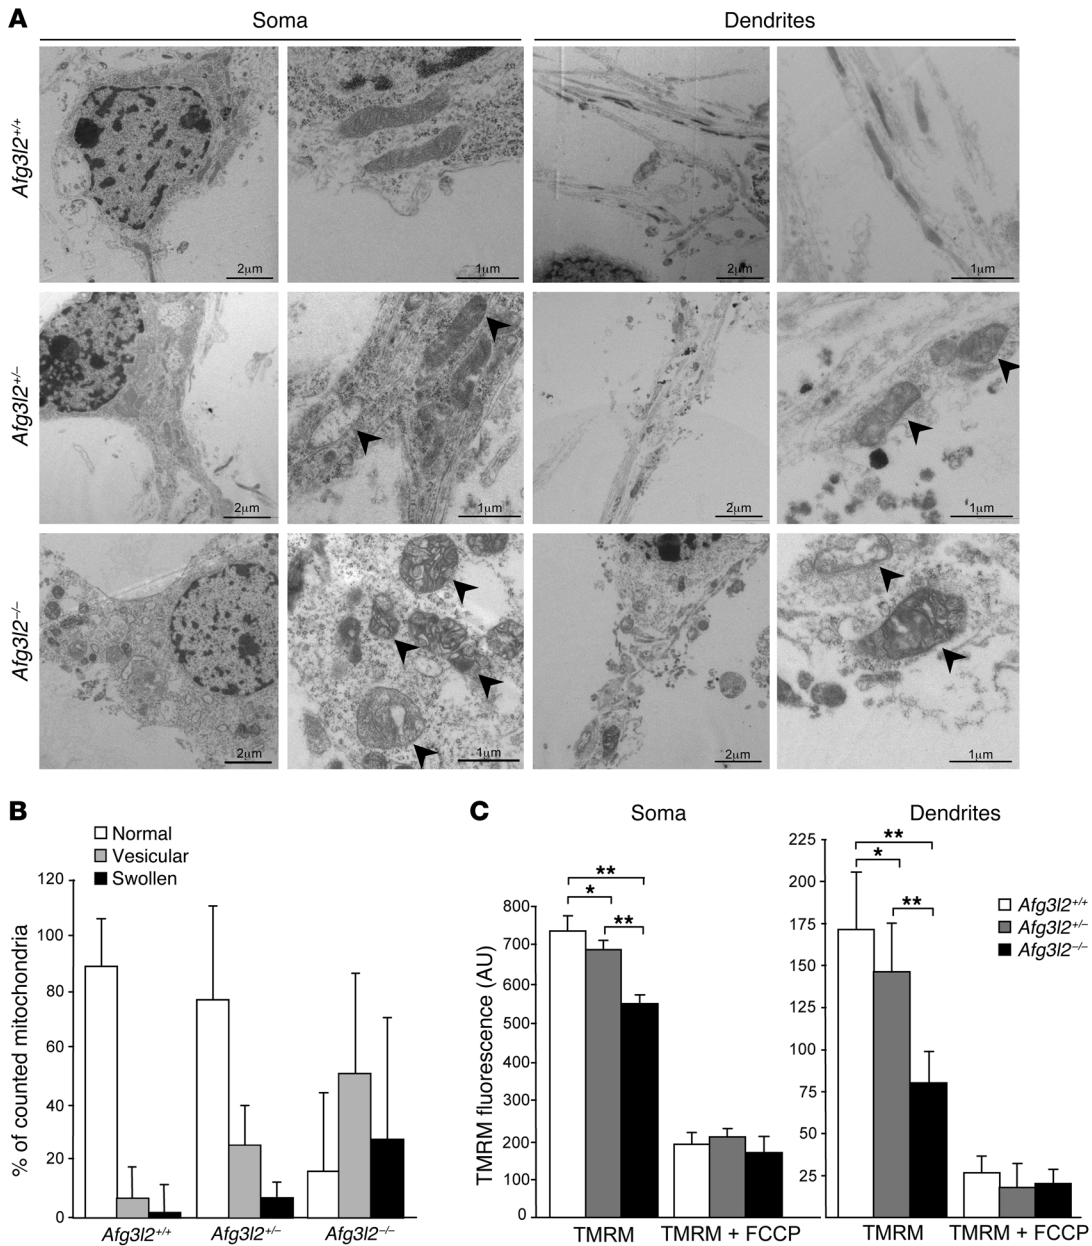 A
Soma
Dendrites
Afg3l2+/+
2μm
1μm
2μm
1μm
Afg3l2+/–
2μm
1μm
2μm
1μm
Afg3l2–/–
2μm
1μm
2μm
1μm
B
Normal
Vesicular
Swollen
% of counted mitochondria
120
100
80
60
40
20
0
Afg3l2+/+
Afg3l2+/–
Afg3l2–/–
C
Soma
TMRM fluorescence (AU)
800
700
600
500
400
300
200
100
0
**
*
**
TMRM
TMRM + FCCP
Dendrites
225
200
175
150
125
100
75
50
25
**
*
**
Afg3l2+/+
Afg3l2+/–
Afg3l2–/–
TMRM
TMRM + FCCP